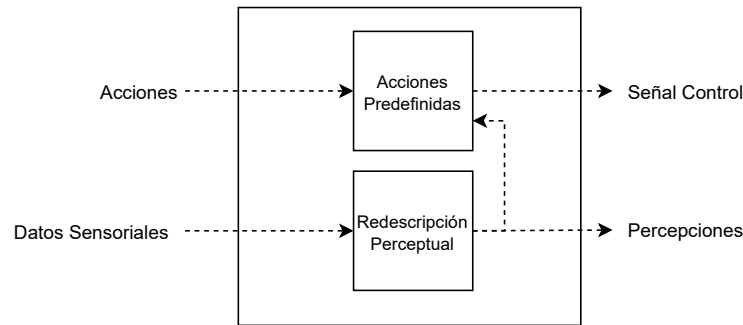 Acciones
Acciones
Predefinidas
Señal Control
Datos Sensoriales
Redescripción
Perceptual
Percepciones